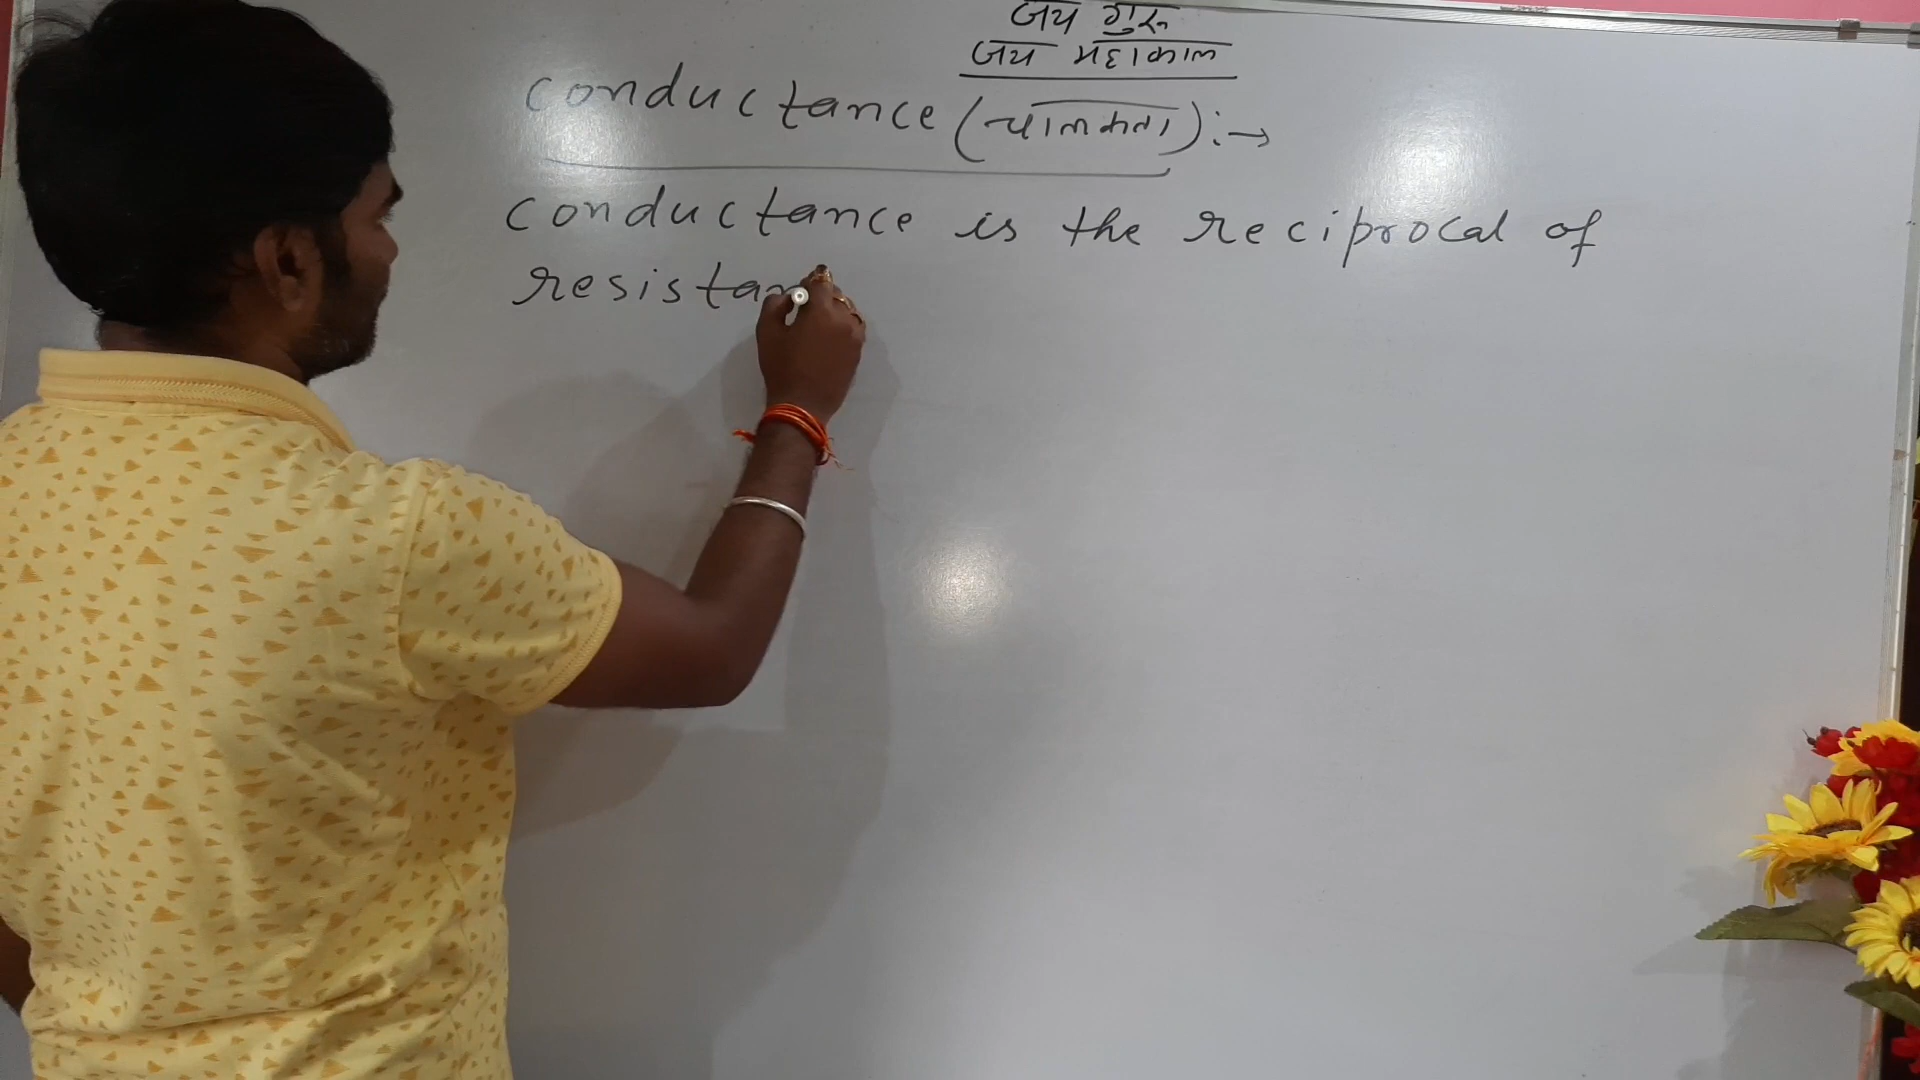 जय गुरू
जय महाकाल
Conductance (चालकता) :→
Conductance is the reciprocal of
resistan